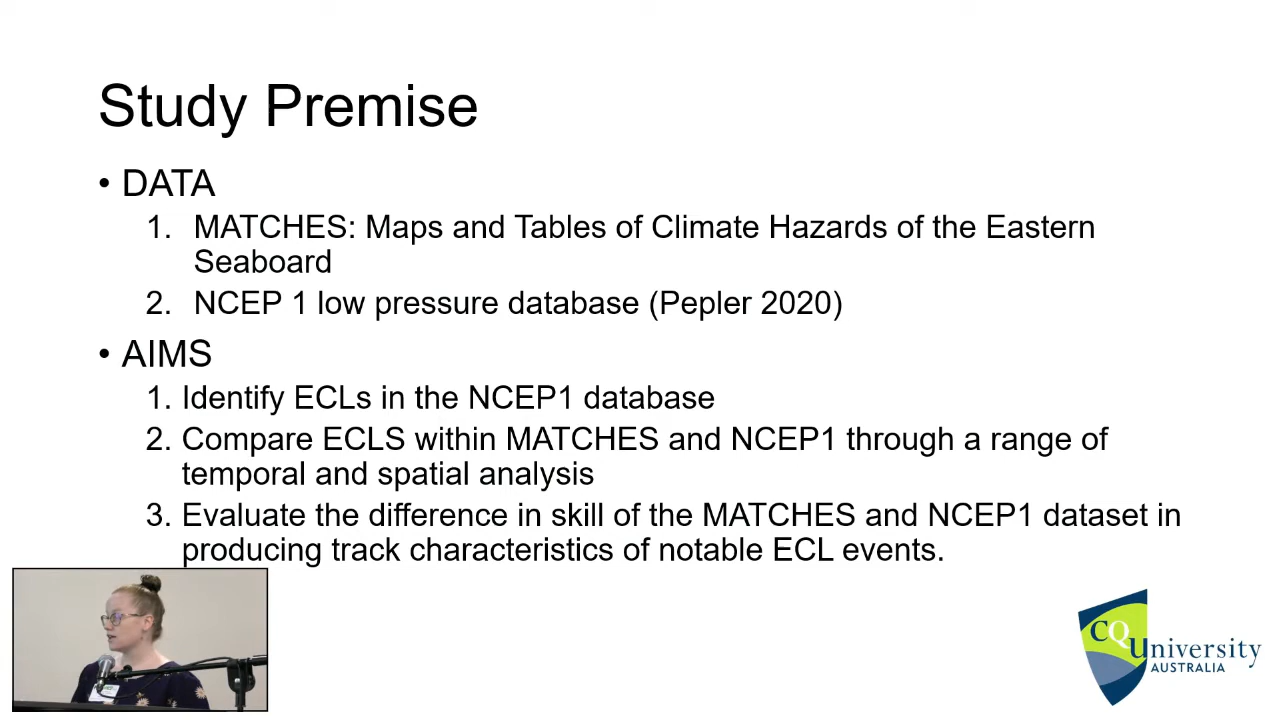 Study Premise
• DATA
1. MATCHES: Maps and Tables of Climate Hazards of the Eastern
Seaboard
2. NCEP 1 low pressure database (Pepler 2020)
• AIMS
1. Identify ECLs in the NCEP1 database
2. Compare ECLS within MATCHES and NCEP1 through a range of
temporal and spatial analysis
3. Evaluate the difference in skill of the MATCHES and NCEP1 dataset in
producing track characteristics of notable ECL events.
CQUniversity
AUSTRALIA